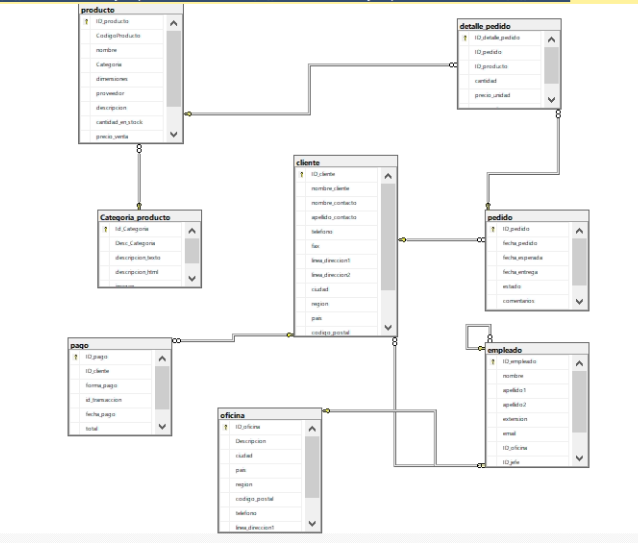 producto
ID_producto
CodigoProducto
nombre
Categoria
dimensiones
proveedor
descripcion
cantidad_en_stock
precio_venta
detalle_pedido
ID_detalle_pedido
ID_pedido
ID_producto
cantidad
precio_unidad
cliente
ID_cliente
nombre_cliente
nombre_contacto
apellido_contacto
telefono
fax
linea_direccion1
linea_direccion2
ciudad
region
pais
codigo_postal
Categoria_producto
Id_Categoria
Desc_Categoria
descripcion_texto
descripcion_html
pedido
ID_pedido
fecha_pedido
fecha_esperada
fecha_entrega
estado
comentarios
pago
ID_pago
ID_cliente
forma_pago
id_transaccion
fecha_pago
total
empleado
ID_empleado
nombre
apellido1
apellido2
extension
email
ID_oficina
ID_jefe
oficina
ID_oficina
Descripcion
ciudad
pais
region
codigo_postal
telefono
linea_direccion1